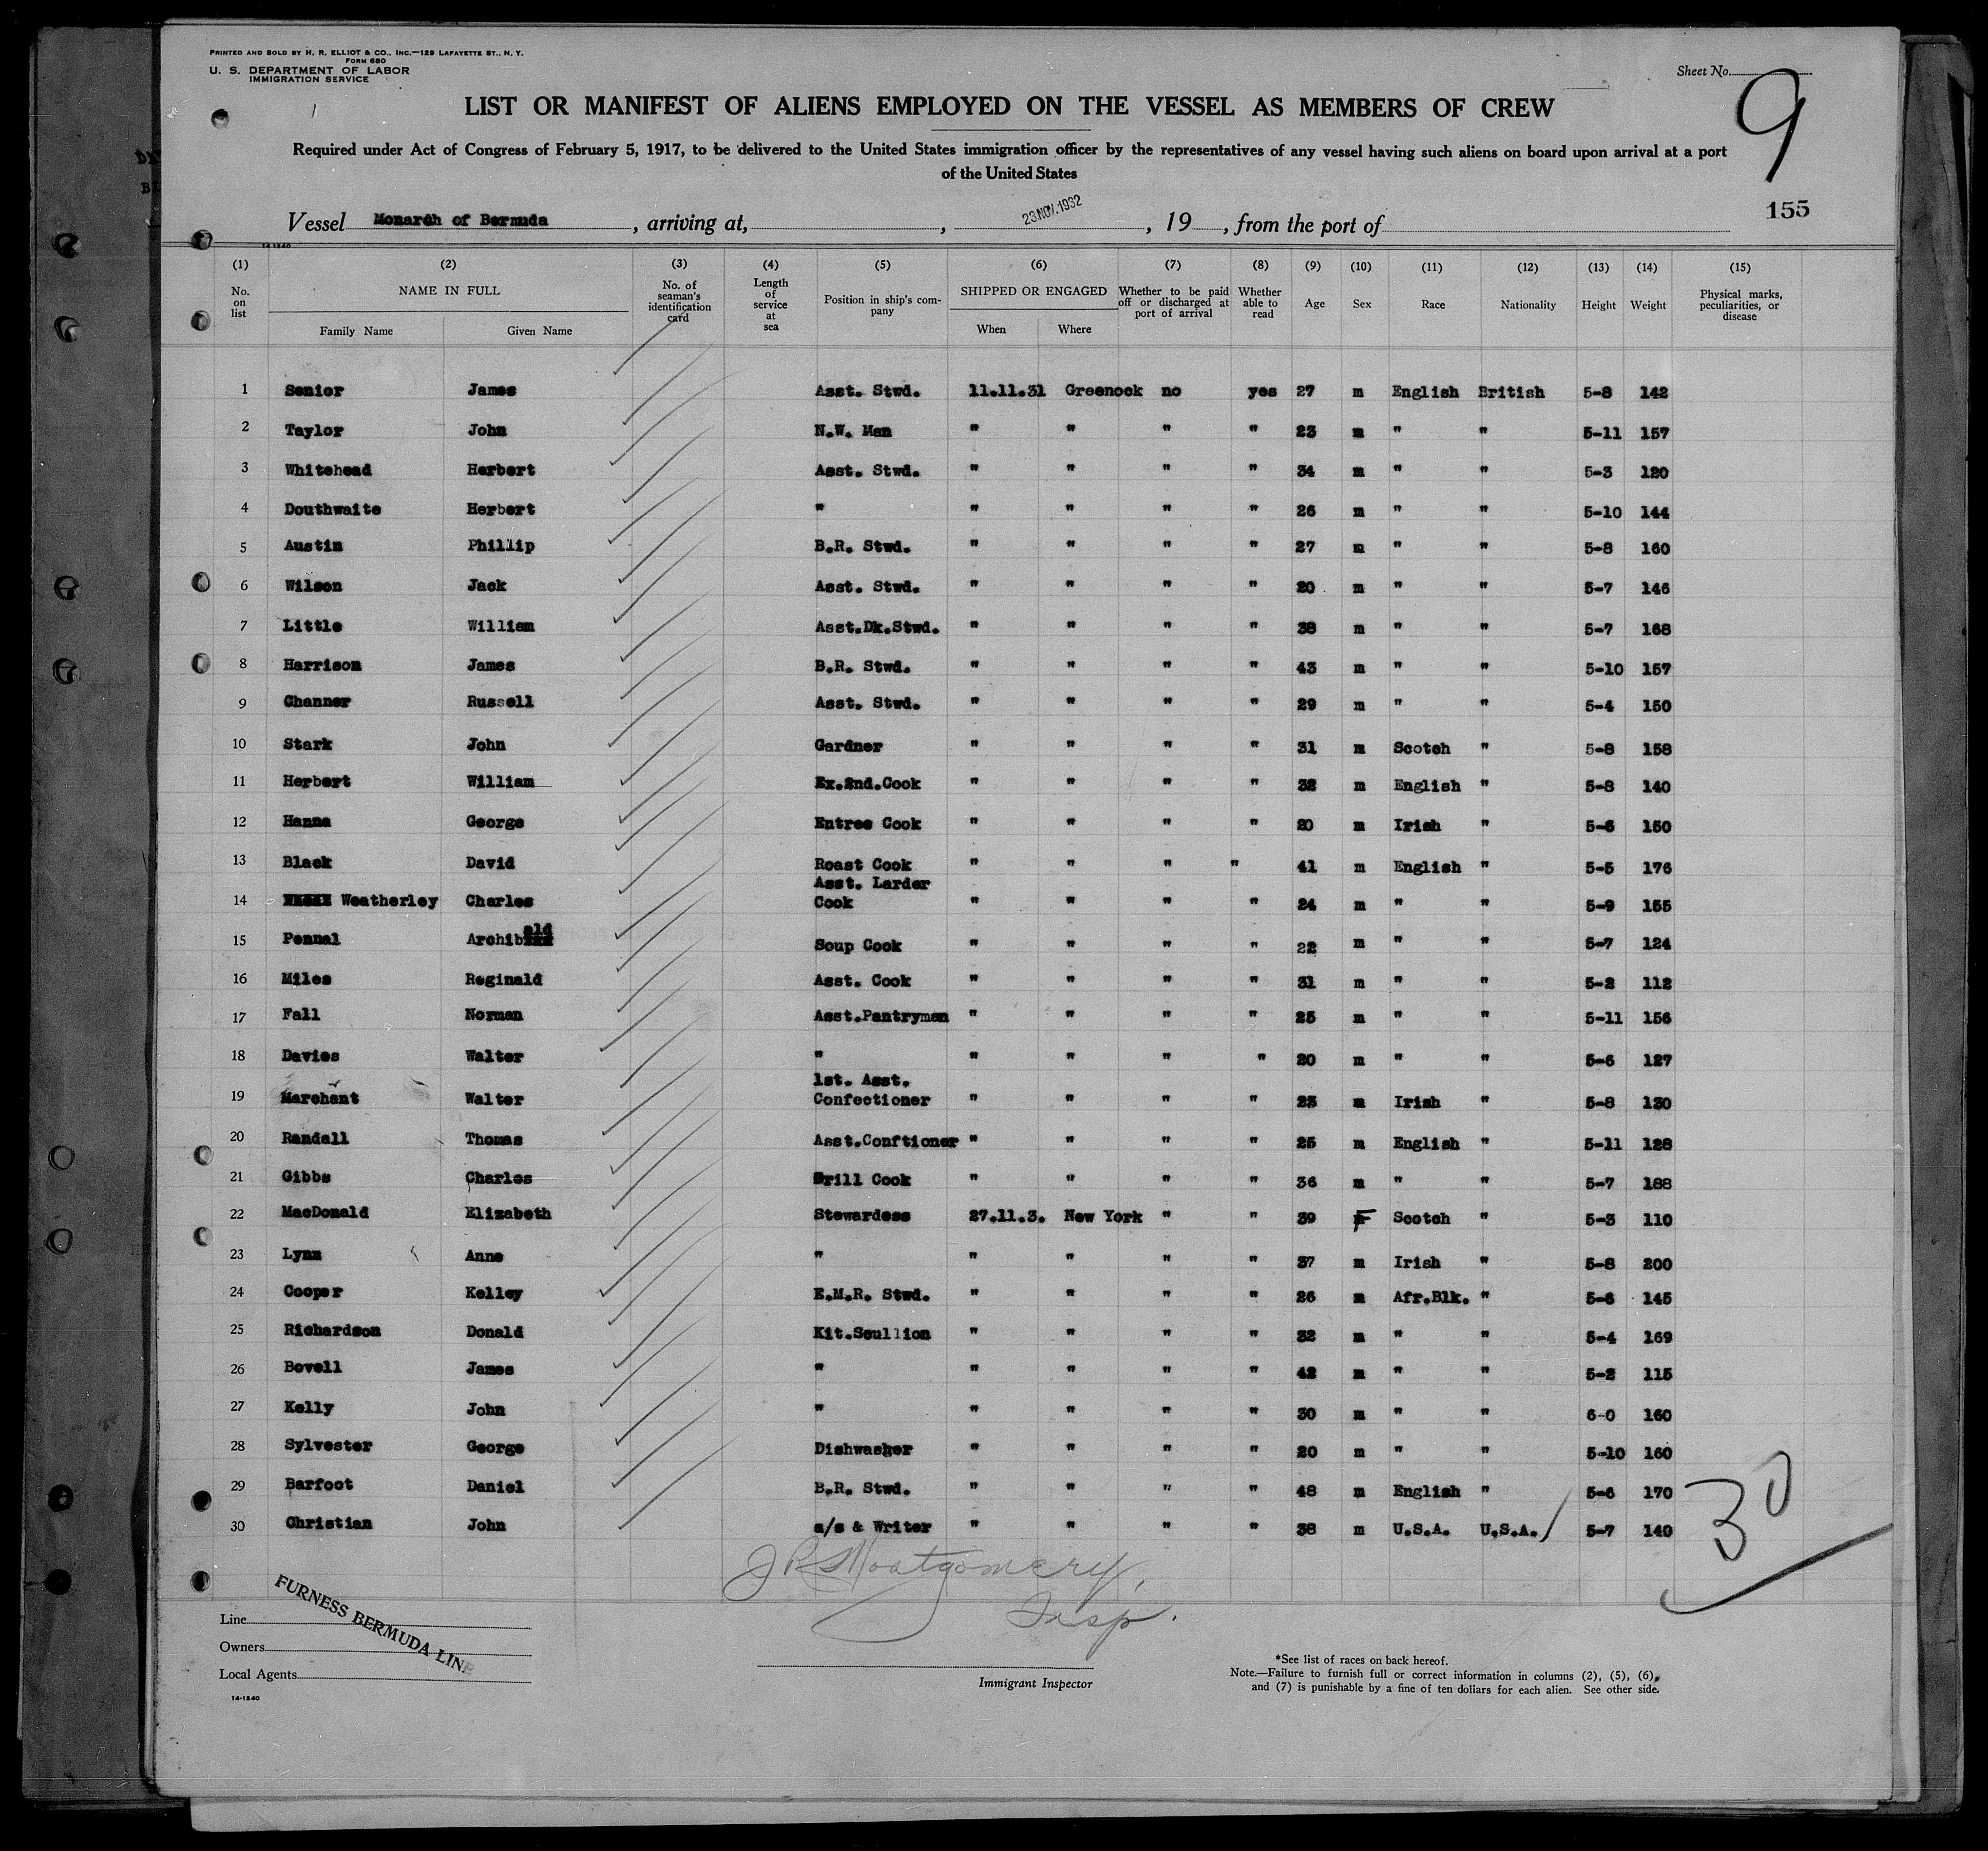 PRINTED AND SOLD BY H. R. ELLIOT & CO., INC.—129 LAFAYETTE ST., N. Y.
FORM 680
U. S. DEPARTMENT OF LABOR
IMMIGRATION SERVICE
Sheet No.
9
LIST OR MANIFEST OF ALIENS EMPLOYED ON THE VESSEL AS MEMBERS OF CREW
Required under Act of Congress of February 5, 1917, to be delivered to the United States immigration officer by the representatives of any vessel having such aliens on board upon arrival at a port
of the United States
Vessel Monarch of Bermuda, arriving at, , 23 NOV. 1932, 19 , from the port of
155
14-1240
(1) No. on list
(2) NAME IN FULL Family Name Given Name
(3) No. of seaman's identification card
(4) Length of service at sea
(5) Position in ship's company
(6) SHIPPED OR ENGAGED When Where
(7) Whether to be paid off or discharged at port of arrival
(8) Whether able to read
(9) Age
(10) Sex
(11) Race
(12) Nationality
(13) Height
(14) Weight
(15) Physical marks, peculiarities, or disease
1 Senior James Asst. Stwd. 11.11.31 Greenock no yes 27 m English British 5-8 142
2 Taylor John N.W. Man " " " " 23 m " " 5-11 157
3 Whitehead Herbert Asst. Stwd. " " " " 34 m " " 5-3 120
4 Douthwaite Herbert " " " " " 26 m " " 5-10 144
5 Austin Phillip B.R. Stwd. " " " " 27 m " " 5-8 160
6 Wilson Jack Asst. Stwd. " " " " 20 m " " 5-7 146
7 Little William Asst.Dk.Stwd. " " " " 38 m " " 5-7 168
8 Harrison James B.R. Stwd. " " " " 43 m " " 5-10 157
9 Channer Russell Asst. Stwd. " " " " 29 m " " 5-4 150
10 Stark John Gardner " " " " 31 m Scotch " 5-8 158
11 Herbert William Ex.2nd.Cook " " " " 32 m English " 5-8 140
12 Hanna George Entree Cook " " " " 20 m Irish " 5-6 150
13 Black David Roast Cook " " " " 41 m English " 5-5 176
14 Weatherley Charles Asst. Larder Cook " " " " 24 m " " 5-9 155
15 Pennal Archibald Soup Cook " " " " 22 m " " 5-7 124
16 Miles Reginald Asst. Cook " " " " 31 m " " 5-2 112
17 Fall Norman Asst.Pantryman " " " " 25 m " " 5-11 156
18 Davies Walter " " " " " 20 m " " 5-6 127
19 Marchant Walter 1st. Asst. Confectioner " " " " 23 m Irish " 5-8 130
20 Randall Thomas Asst.Conftioner " " " " 25 m English " 5-11 128
21 Gibbs Charles Grill Cook " " " " 36 m " " 5-7 188
22 MacDonald Elizabeth Stewardess 27.11.3. New York " " 39 F Scotch " 5-3 110
23 Lynn Anne " " " " " 37 m Irish " 5-8 200
24 Cooper Kelley E.M.R. Stwd. " " " " 26 m Afr.Blk. " 5-6 145
25 Richardson Donald Kit.Scullion " " " " 32 m " " 5-4 169
26 Bovell James " " " " " 42 m " " 5-2 115
27 Kelly John " " " " " 30 m " " 6-0 160
28 Sylvester George Dishwasher " " " " 20 m " " 5-10 160
29 Barfoot Daniel B.R. Stwd. " " " " 48 m English " 5-6 170
30 Christian John a/s & Writer " " " " 38 m U.S.A. U.S.A. 5-7 140
30
J R Montgomery,
Insp.
Line
Owners
Local Agents
FURNESS BERMUDA LINE
14-1240
Immigrant Inspector
*See list of races on back hereof.
Note.—Failure to furnish full or correct information in columns (2), (5), (6),
and (7) is punishable by a fine of ten dollars for each alien. See other side.